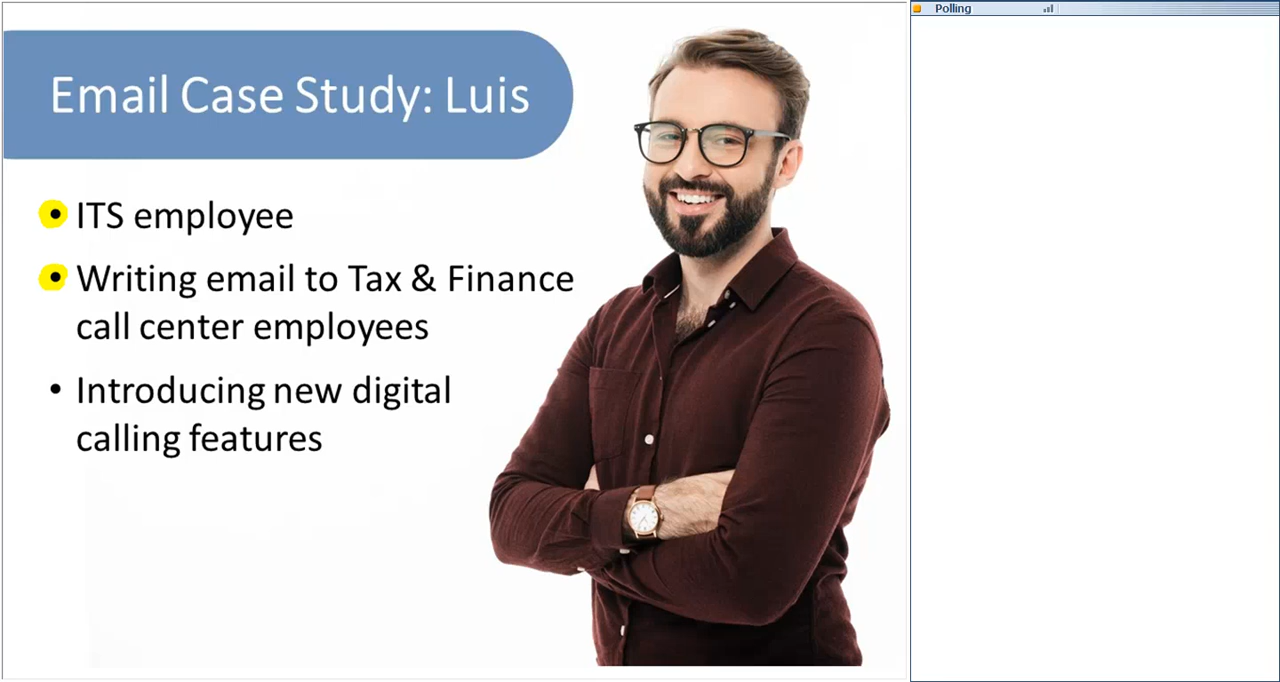 Polling
Email Case Study: Luis
• ITS employee
• Writing email to Tax & Finance
call center employees
• Introducing new digital
calling features